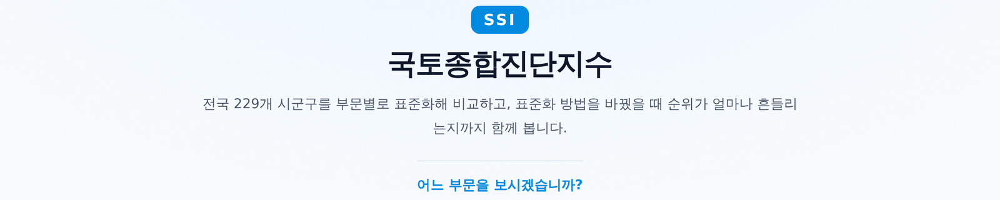 SSI
국토종합진단지수
전국 229개 시군구를 부문별로 표준화해 비교하고, 표준화 방법을 바꿨을 때 순위가 얼마나 흔들리
는지까지 함께 봅니다.
어느 부문을 보시겠습니까?